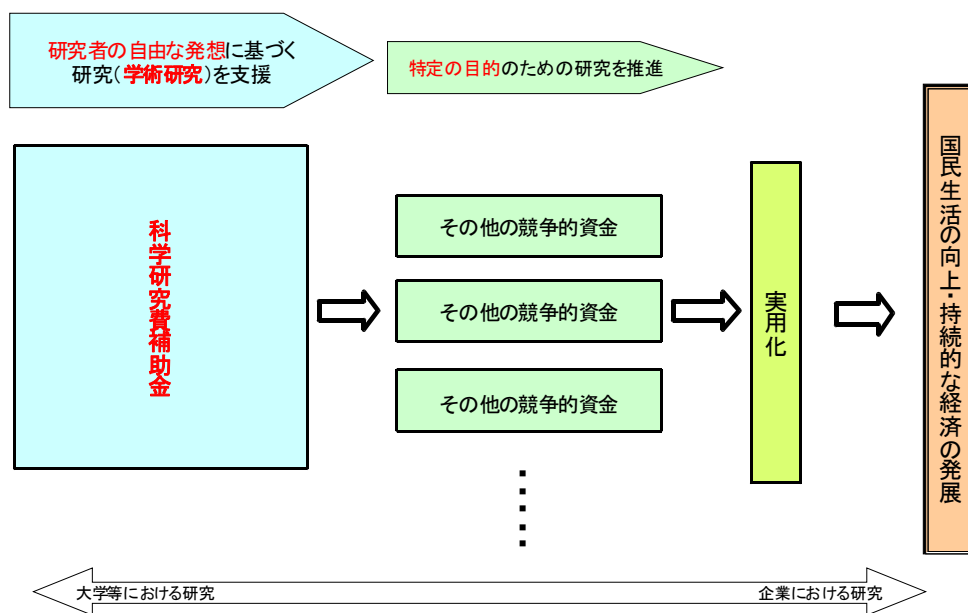 研究者の自由な発想に基づく
研究(学術研究)を支援
特定の目的のための研究を推進
科学研究費補助金
その他の競争的資金
その他の競争的資金
その他の競争的資金
実用化
国民生活の向上・持続的な経済の発展
大学等における研究
企業における研究